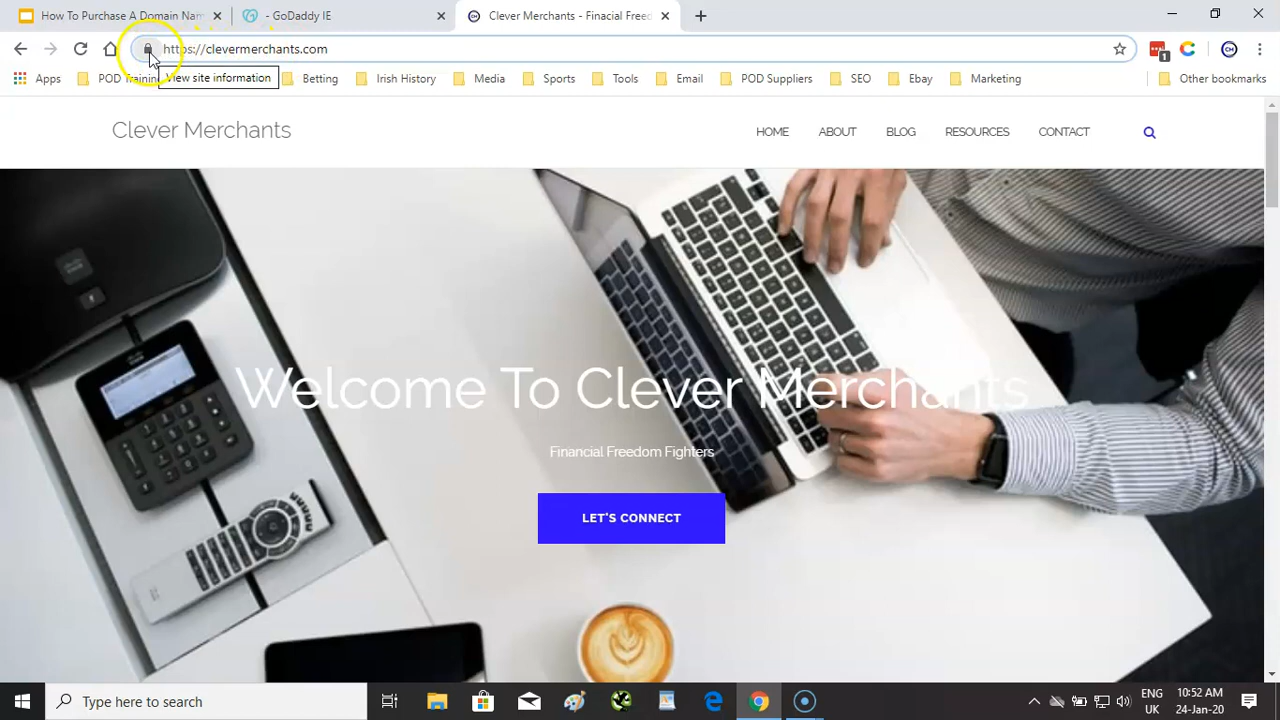 How To Purchase A Domain Nam
- GoDaddy IE
Clever Merchants - Finacial Freed
https://clevermerchants.com
1
Apps
POD Trainin
View site information
Betting
Irish History
Media
Sports
Tools
Email
POD Suppliers
SEO
Ebay
Marketing
Other bookmarks
Clever Merchants
HOME
ABOUT
BLOG
RESOURCES
CONTACT
Welcome To Clever Merchants
Financial Freedom Fighters
LET'S CONNECT
Type here to search
ENG
UK
10:52 AM
24-Jan-20